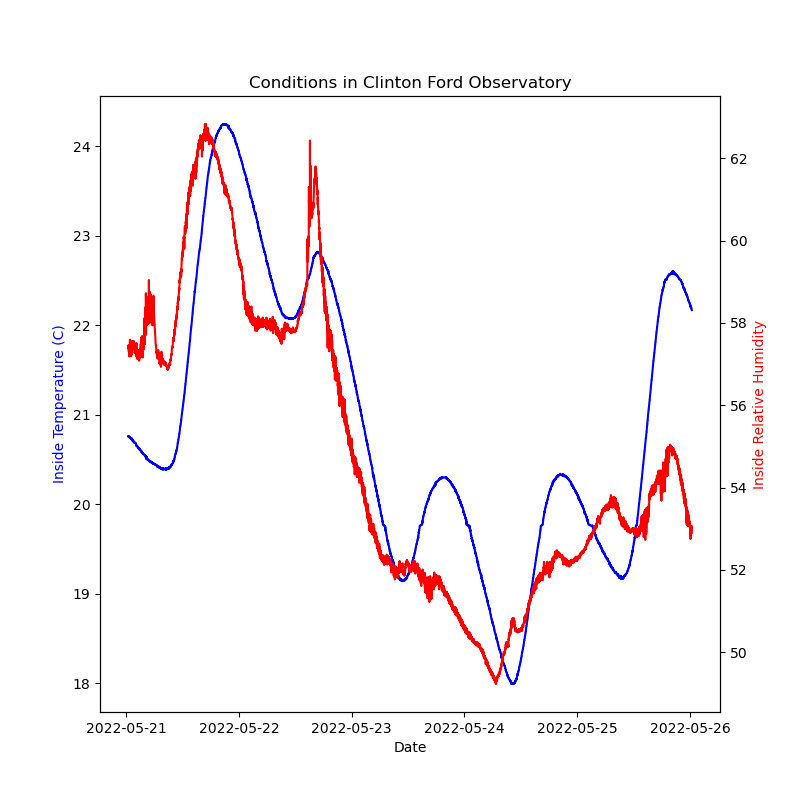 Conditions in Clinton Ford Observatory
24
23
22
21
20
19
18
Inside Temperature (C)
62
60
58
56
54
52
50
Inside Relative Humidity
2022-05-21 2022-05-22 2022-05-23 2022-05-24 2022-05-25 2022-05-26
Date